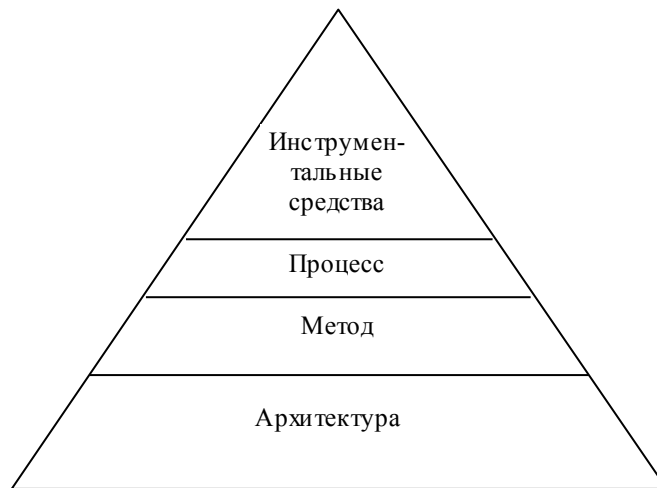 Инструмен-
тальные
средства
Процесс
Метод
Архитектура